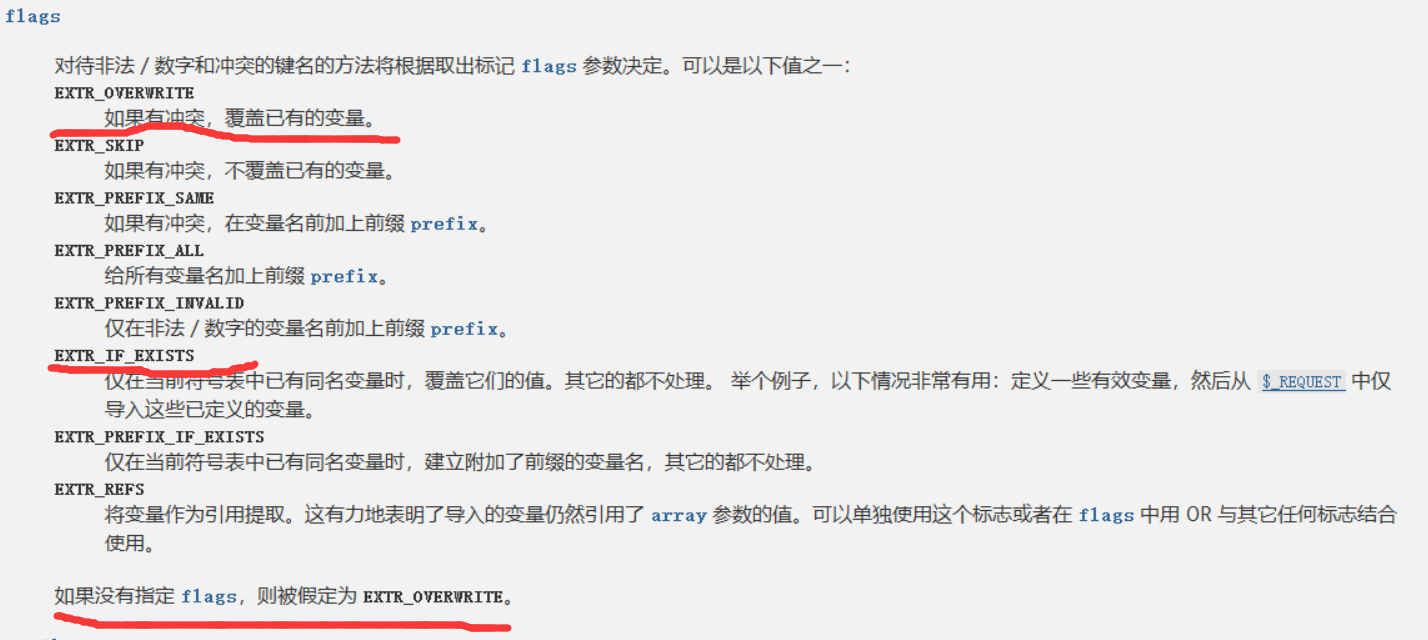 flags
对待非法 / 数字和冲突的键名的方法将根据取出标记 flags 参数决定。可以是以下值之一：
EXTR_OVERWRITE
如果有冲突，覆盖已有的变量。
EXTR_SKIP
如果有冲突，不覆盖已有的变量。
EXTR_PREFIX_SAME
如果有冲突，在变量名前加上前缀 prefix。
EXTR_PREFIX_ALL
给所有变量名加上前缀 prefix。
EXTR_PREFIX_INVALID
仅在非法 / 数字的变量名前加上前缀 prefix。
EXTR_IF_EXISTS
仅在当前符号表中已有同名变量时，覆盖它们的值。其它的都不处理。 举个例子，以下情况非常有用：定义一些有效变量，然后从 $_REQUEST 中仅
导入这些已定义的变量。
EXTR_PREFIX_IF_EXISTS
仅在当前符号表中已有同名变量时，建立附加了前缀的变量名，其它的都不处理。
EXTR_REFS
将变量作为引用提取。这有力地表明了导入的变量仍然引用了 array 参数的值。可以单独使用这个标志或者在 flags 中用 OR 与其它任何标志结合
使用。
如果没有指定 flags，则被假定为 EXTR_OVERWRITE。